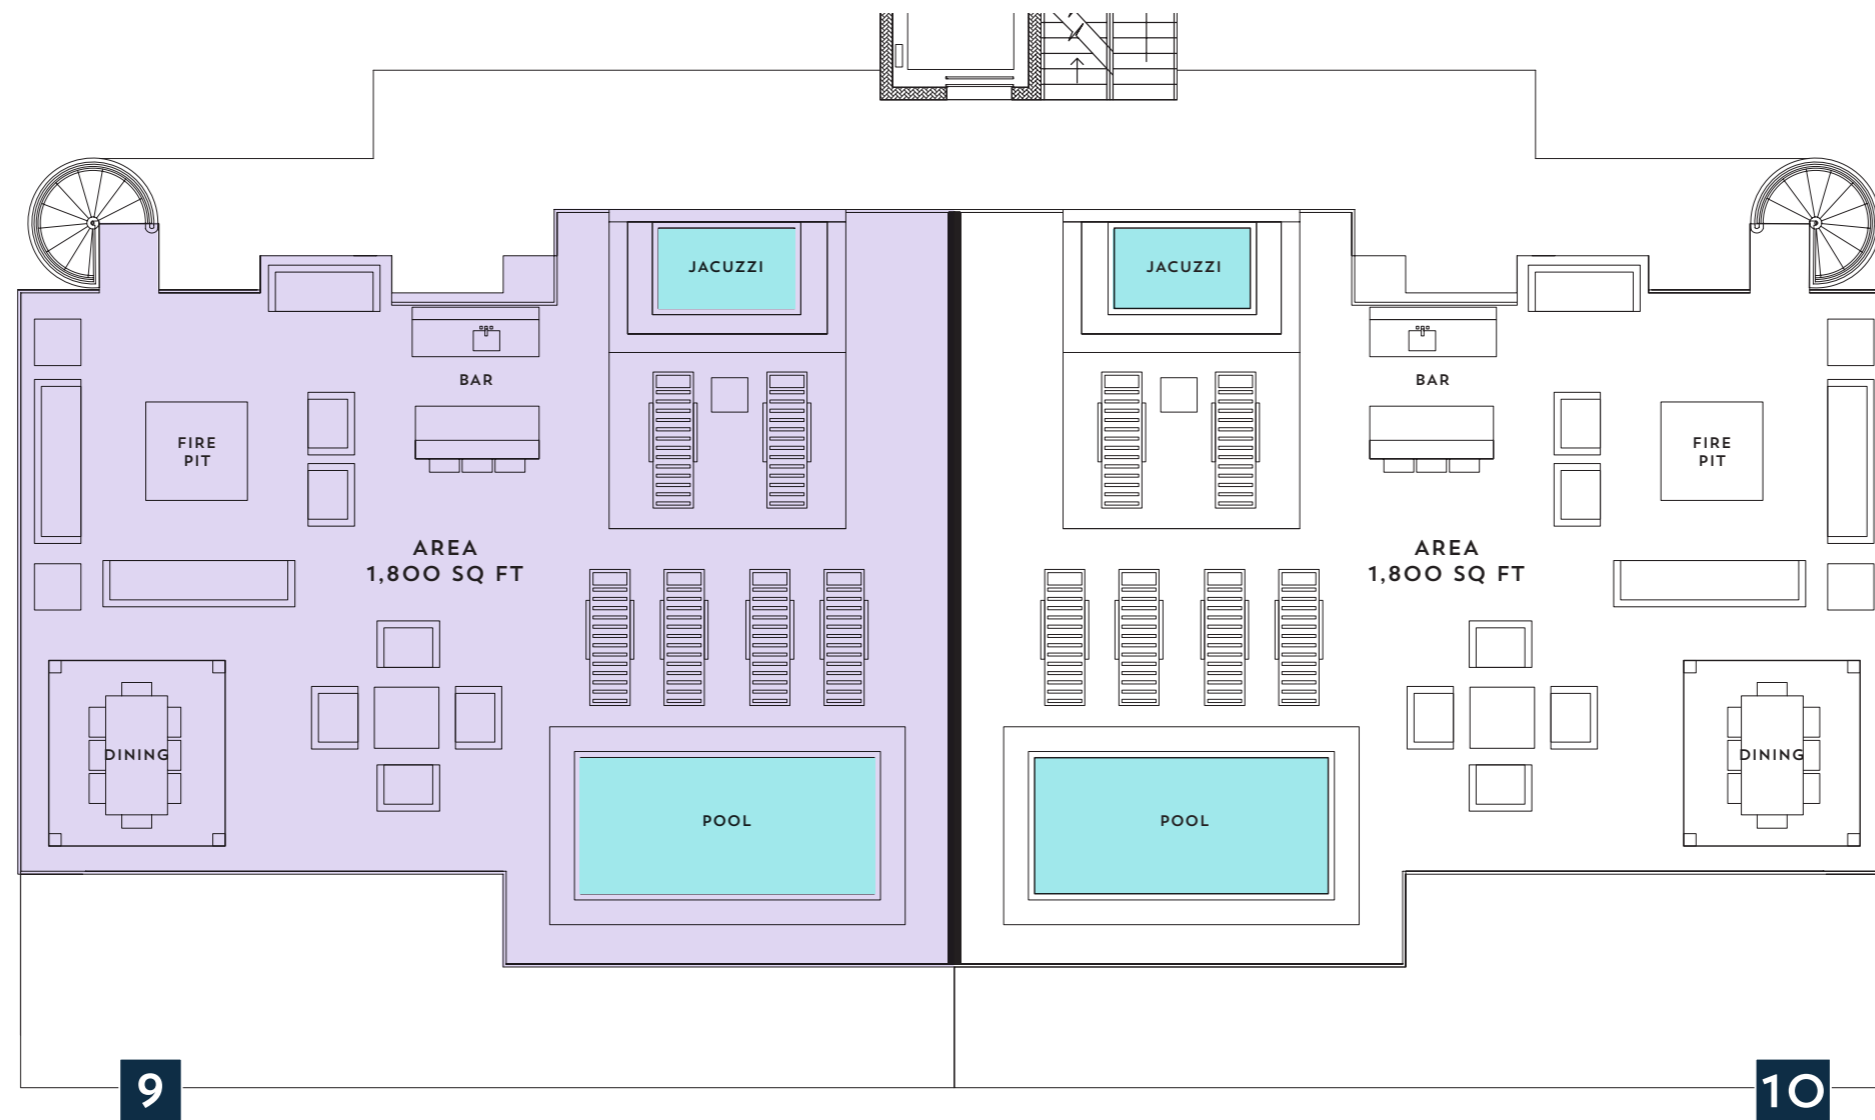 JACUZZI
JACUZZI
BAR
BAR
FIRE
PIT
FIRE
PIT
AREA
1,800 SQ FT
AREA
1,800 SQ FT
DINING
DINING
POOL
POOL
9
10